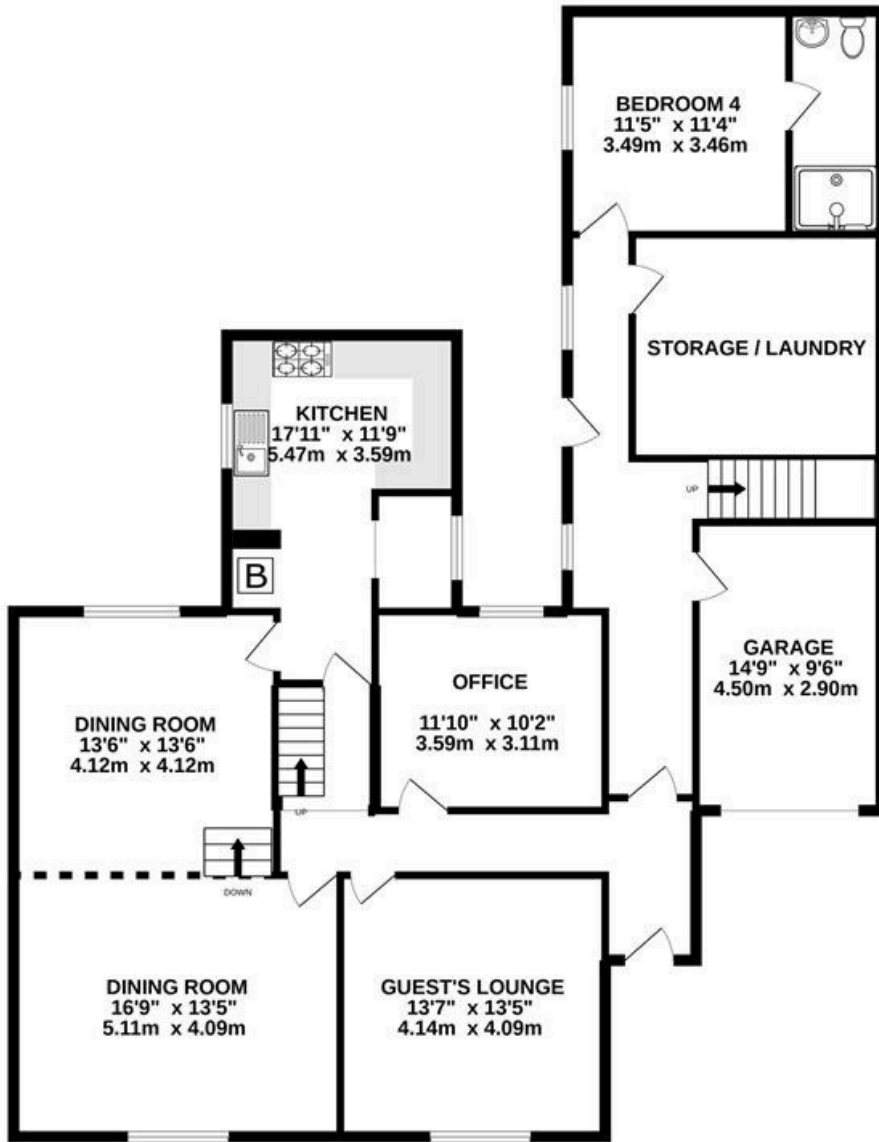 BEDROOM 4
11'5" x 11'4"
3.49m x 3.46m
STORAGE / LAUNDRY
KITCHEN
17'11" x 11'9"
5.47m x 3.59m
UP
B
GARAGE
14'9" x 9'6"
4.50m x 2.90m
OFFICE
11'10" x 10'2"
3.59m x 3.11m
DINING ROOM
13'6" x 13'6"
4.12m x 4.12m
UP
DOWN
DINING ROOM
16'9" x 13'5"
5.11m x 4.09m
GUEST'S LOUNGE
13'7" x 13'5"
4.14m x 4.09m